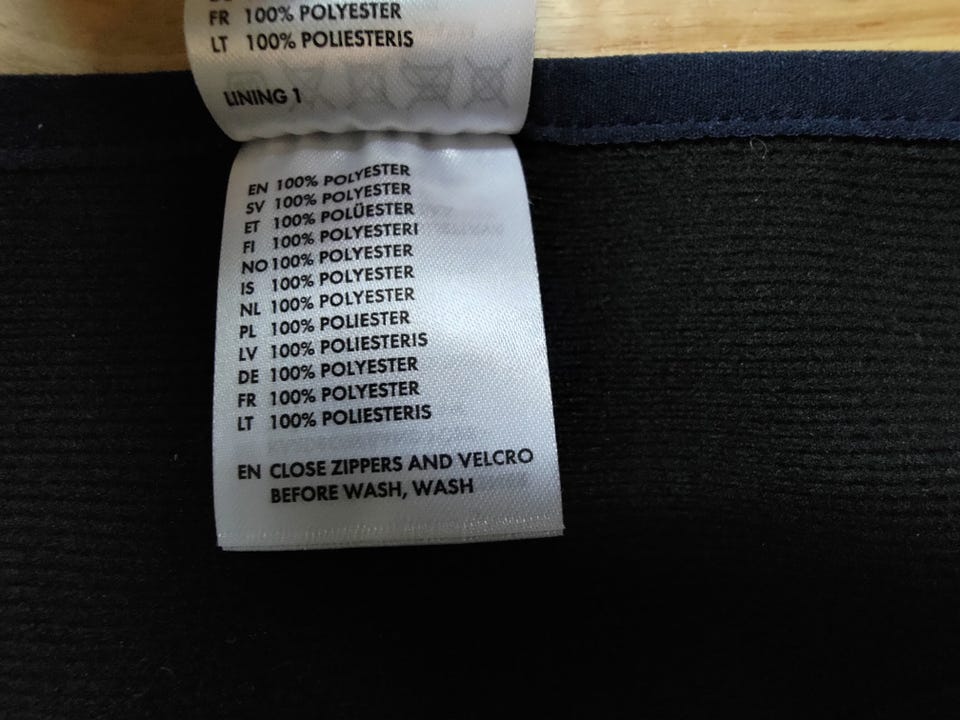 FR 100% POLYESTER
LT 100% POLIESTERIS
LINING 1
EN 100% POLYESTER
SV 100% POLYESTER
ET 100% POLÜESTER
FI 100% POLYESTERI
NO 100% POLYESTER
IS 100% POLYESTER
NL 100% POLYESTER
PL 100% POLIESTER
LV 100% POLIESTERIS
DE 100% POLYESTER
FR 100% POLYESTER
LT 100% POLIESTERIS
EN CLOSE ZIPPERS AND VELCRO
BEFORE WASH, WASH